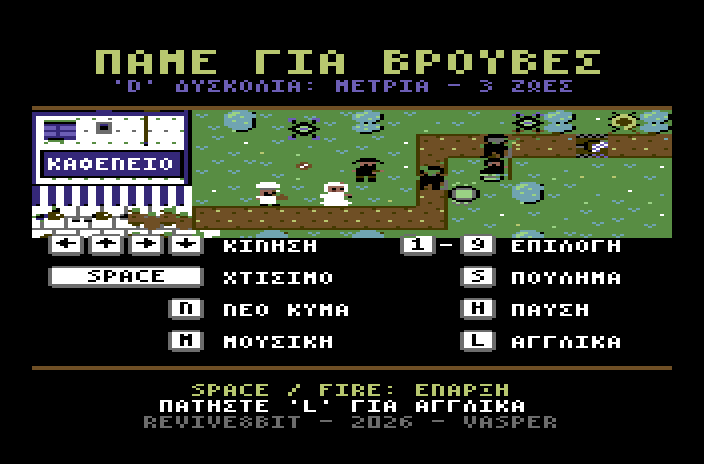 ΠΑΜΕ ΓΙΑ ΒΡΟΥΒΕΣ
'D' ΔΥΣΚΟΛΙΑ: ΜΕΤΡΙΑ - 3 ΖΩΕΣ
ΚΑΦΕΝΕΙΟ
← ↑ → ↓ ΚΙΝΗΣΗ 1 - 9 ΕΠΙΛΟΓΗ
SPACE ΧΤΙΣΙΜΟ S ΠΟΥΛΗΜΑ
N ΝΕΟ ΚΥΜΑ H ΠΑΥΣΗ
M ΜΟΥΣΙΚΗ L ΑΓΓΛΙΚΑ
SPACE / FIRE: ΕΝΑΡΞΗ
ΠΑΤΗΣΤΕ 'L' ΓΙΑ ΑΓΓΛΙΚΑ
REVIVE8BIT - 2026 - VASPER